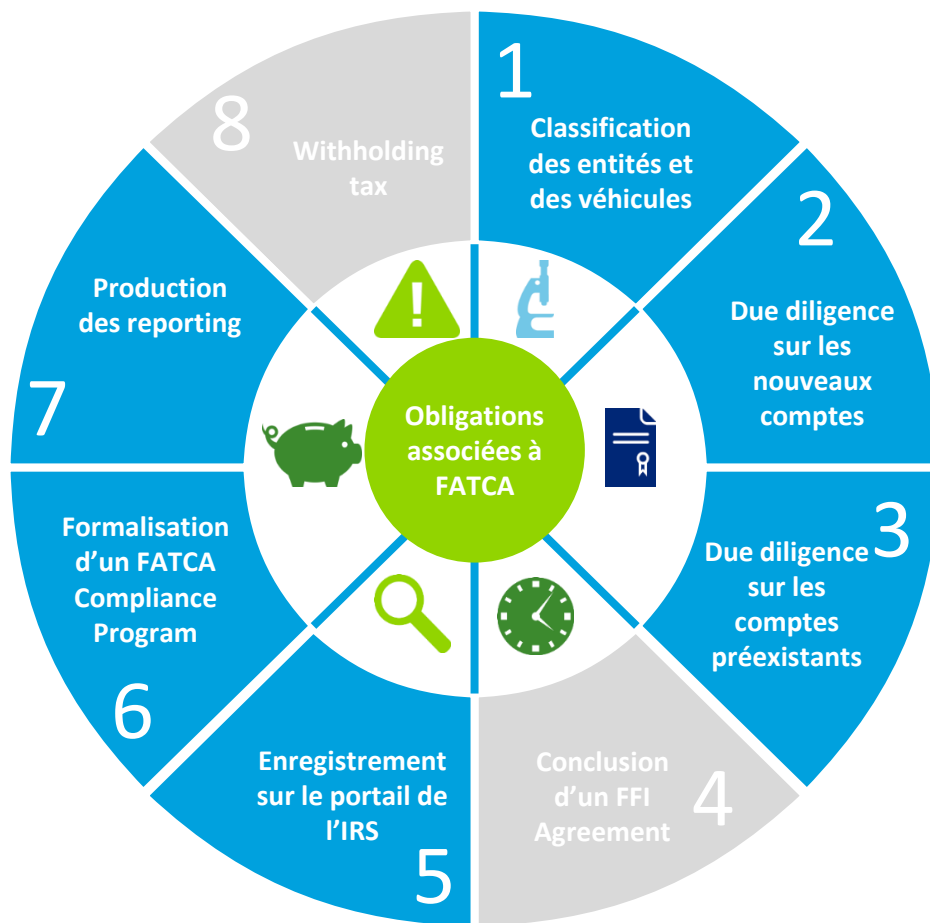 1
Classification
des entités et
des véhicules
2
Due diligence
sur les
nouveaux
comptes
3
Due diligence
sur les
comptes
préexistants
4
Conclusion
d’un FFI
Agreement
5
Enregistrement
sur le portail de
l’IRS
6
Formalisation
d’un FATCA
Compliance
Program
7
Production
des reporting
8
Withholding
tax
Obligations
associées à
FATCA